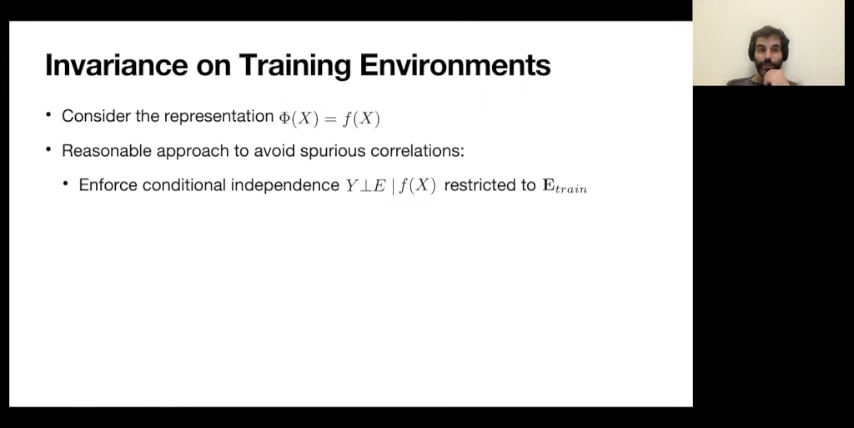 Invariance on Training Environments
• Consider the representation Φ(X) = f(X)
• Reasonable approach to avoid spurious correlations:
• Enforce conditional independence Y⊥E | f(X) restricted to E_train